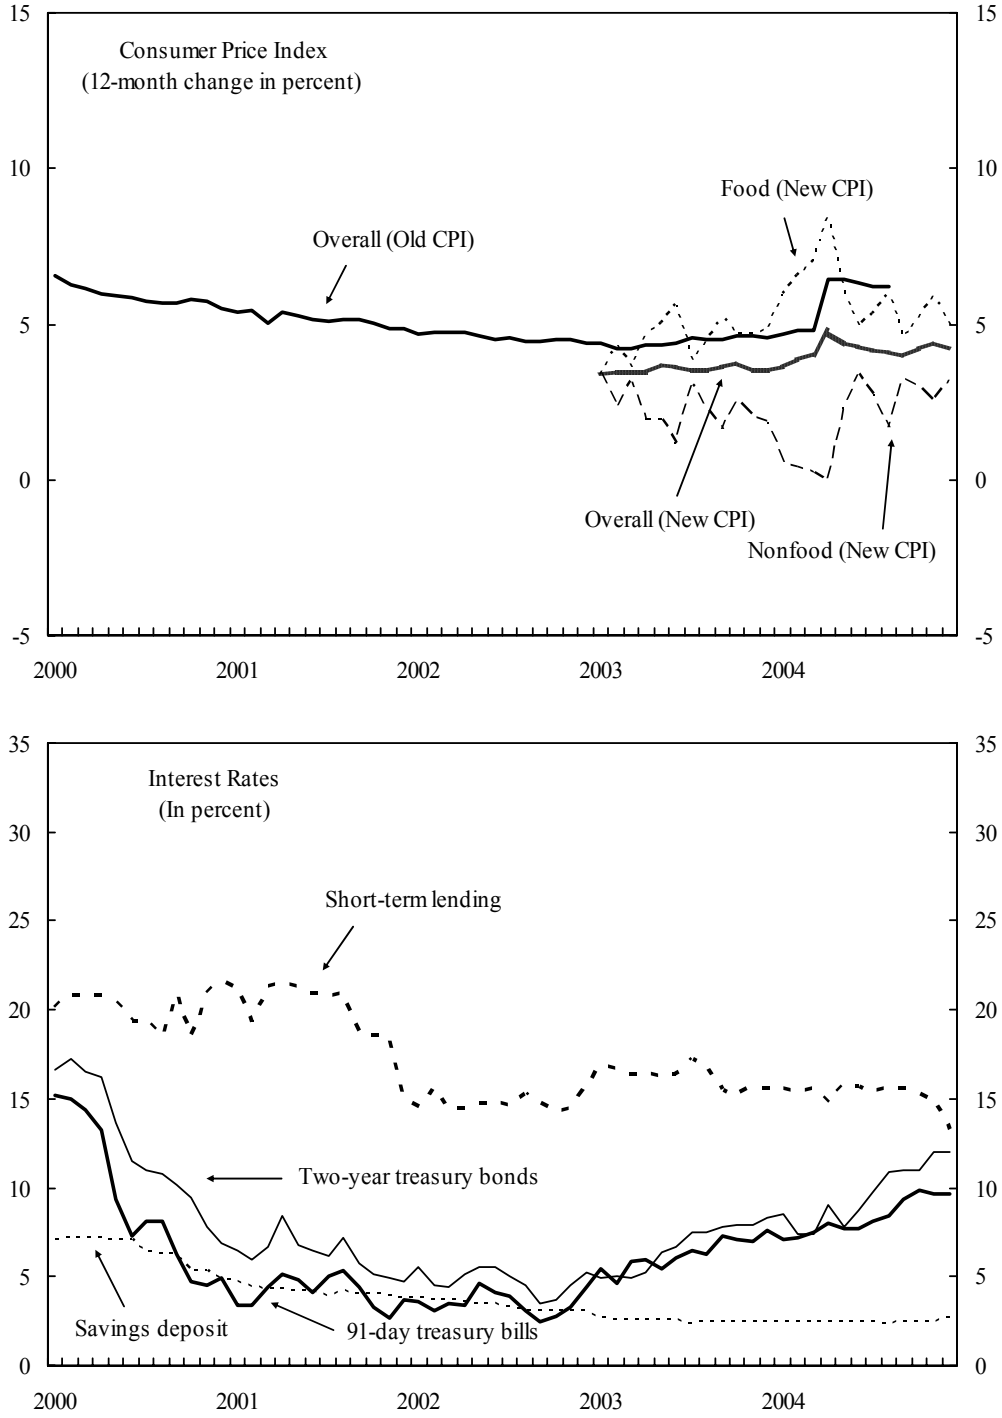 15 15
Consumer Price Index
(12-month change in percent)
10 10
Food (New CPI)
Overall (Old CPI)
5 5
0 0
Overall (New CPI)
Nonfood (New CPI)
-5 -5
2000 2001 2002 2003 2004
35 35
Interest Rates
(In percent)
30 30
Short-term lending
25 25
20 20
15 15
Two-year treasury bonds
10 10
5 5
Savings deposit 91-day treasury bills
0 0
2000 2001 2002 2003 2004